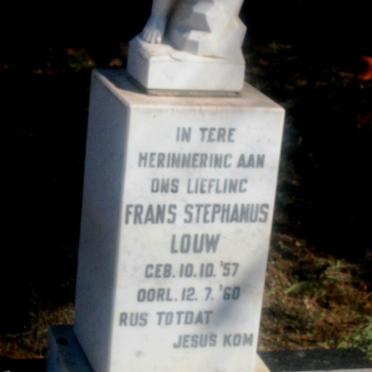 IN TERE
HERINNERING AAN
ONS LIEFLING
FRANS STEPHANUS
LOUW
GEB. 10.10.'57
OORL. 12.7.'60
RUS TOTDAT
JESUS KOM